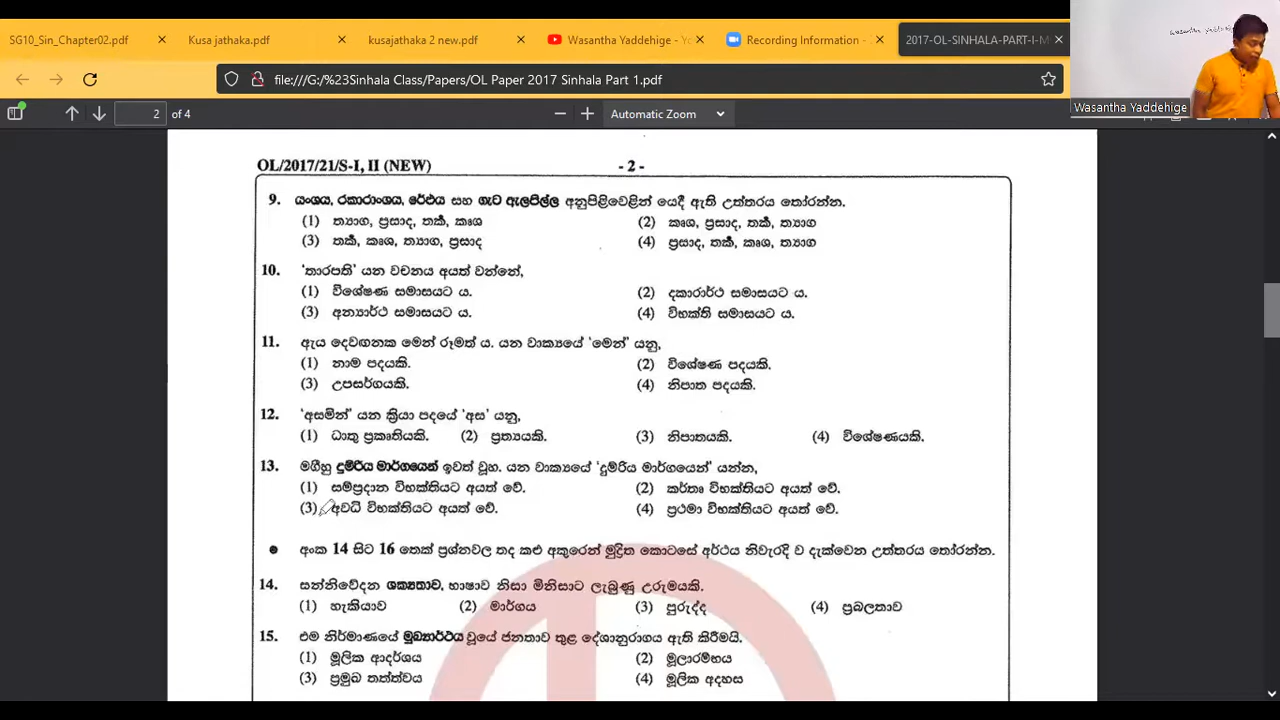 SG10_Sin_Chapter02.pdf
Kusa jathaka.pdf
kusajathaka 2 new.pdf
Wasantha Yaddehige - Yo
Recording Information -
2017-OL-SINHALA-PART-I-M
file:///G:/%23Sinhala Class/Papers/OL Paper 2017 Sinhala Part 1.pdf
Wasantha Yaddehige
2 of 4
Automatic Zoom
OL/2017/21/S-I, II (NEW) - 2 -
9. යංශය, රකාරාංශය, රේඵය සහ ගැට ඇලපිල්ල අනුපිළිවෙළින් යෙදී ඇති උත්තරය තෝරන්න.
(1) ත්‍යාග, ප්‍රසාද, තර්‍ක, කෘශ (2) කෘශ, ප්‍රසාද, තර්‍ක, ත්‍යාග
(3) තර්‍ක, කෘශ, ත්‍යාග, ප්‍රසාද (4) ප්‍රසාද, තර්‍ක, කෘශ, ත්‍යාග
10. ‘තාරපති’ යන වචනය අයත් වන්නේ,
(1) විශේෂණ සමාසයට ය. (2) දකාරාර්ථ සමාසයට ය.
(3) අන්‍යාර්ථ සමාසයට ය. (4) විභක්ති සමාසයට ය.
11. ඇය දෙවඟනක මෙන් රූමත් ය. යන වාක්‍යයේ ‘මෙන්’ යනු,
(1) නාම පදයකි. (2) විශේෂණ පදයකි.
(3) උපසර්ගයකි. (4) නිපාත පදයකි.
12. ‘අසමින්’ යන ක්‍රියා පදයේ ‘අස’ යනු,
(1) ධාතු ප්‍රකෘතියකි. (2) ප්‍රත්‍යයකි. (3) නිපාතයකි. (4) විශේෂණයකි.
13. මගීහු දුම්රිය මාර්ගයෙන් ඉවත් වූහ. යන වාක්‍යයේ ‘දුම්රිය මාර්ගයෙන්’ යන්න,
(1) සම්ප්‍රදාන විභක්තියට අයත් වේ. (2) කර්තෘ විභක්තියට අයත් වේ.
(3) අවධි විභක්තියට අයත් වේ. (4) ප්‍රථමා විභක්තියට අයත් වේ.
● අංක 14 සිට 16 තෙක් ප්‍රශ්නවල තද කළු අකුරෙන් මුද්‍රිත කොටසේ අර්ථය නිවැරදි ව දැක්වෙන උත්තරය තෝරන්න.
14. සන්නිවේදන ශක්‍යතාව, භාෂාව නිසා මිනිසාට ලැබුණු උරුමයකි.
(1) හැකියාව (2) මාර්ගය (3) පුරුද්ද (4) ප්‍රබලතාව
15. එම නිර්මාණයේ මුඛ්‍යාර්ථය වූයේ ජනතාව තුළ දේශානුරාගය ඇති කිරීමයි.
(1) මූලික ආදර්ශය (2) මූලාරම්භය
(3) ප්‍රමුඛ තත්ත්වය (4) මූලික අදහස